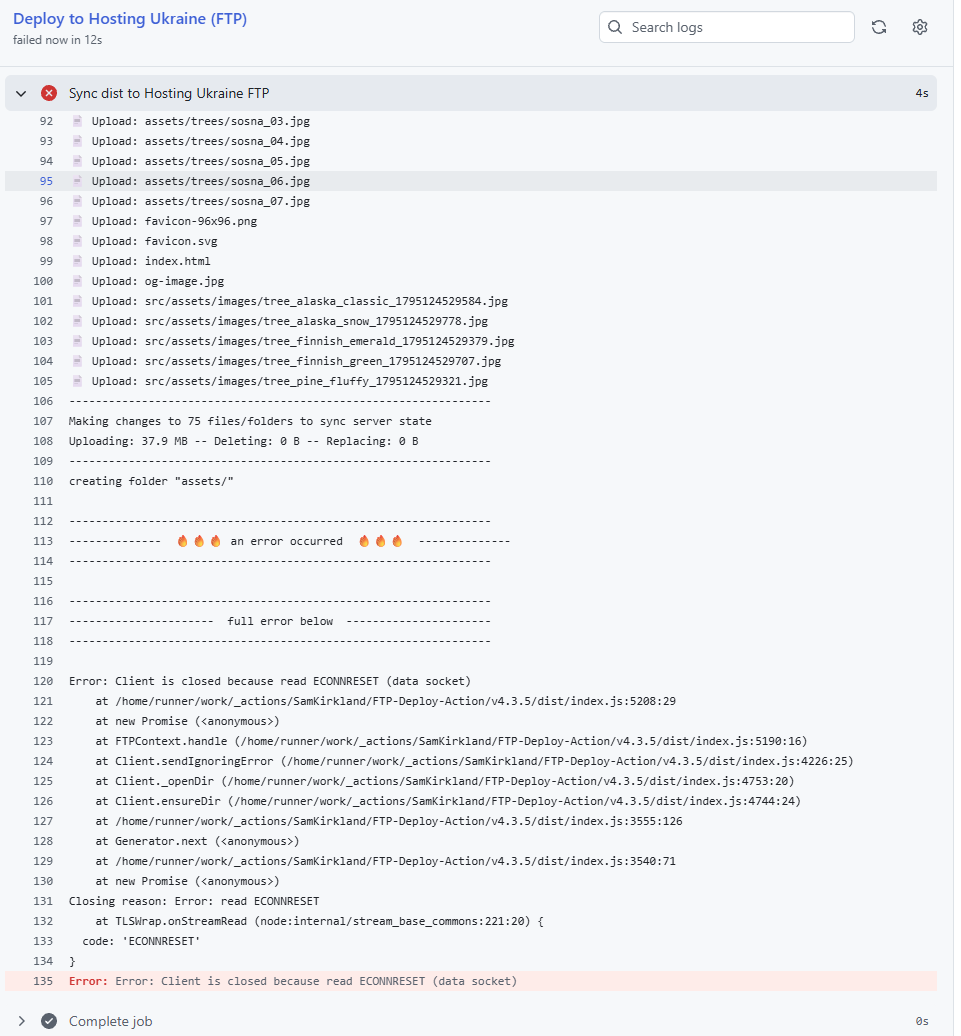 Deploy to Hosting Ukraine (FTP)
failed now in 12s
Search logs
Sync dist to Hosting Ukraine FTP 4s
92 Upload: assets/trees/sosna_03.jpg
93 Upload: assets/trees/sosna_04.jpg
94 Upload: assets/trees/sosna_05.jpg
95 Upload: assets/trees/sosna_06.jpg
96 Upload: assets/trees/sosna_07.jpg
97 Upload: favicon-96x96.png
98 Upload: favicon.svg
99 Upload: index.html
100 Upload: og-image.jpg
101 Upload: src/assets/images/tree_alaska_classic_1795124529584.jpg
102 Upload: src/assets/images/tree_alaska_snow_1795124529778.jpg
103 Upload: src/assets/images/tree_finnish_emerald_1795124529379.jpg
104 Upload: src/assets/images/tree_finnish_green_1795124529707.jpg
105 Upload: src/assets/images/tree_pine_fluffy_1795124529321.jpg
106 ----------------------------------------------------------------
107 Making changes to 75 files/folders to sync server state
108 Uploading: 37.9 MB -- Deleting: 0 B -- Replacing: 0 B
109 ----------------------------------------------------------------
110 creating folder "assets/"
111
112 ----------------------------------------------------------------
113 -------------- 🔥🔥🔥 an error occurred 🔥🔥🔥 --------------
114 ----------------------------------------------------------------
115
116 ----------------------------------------------------------------
117 ---------------------- full error below ----------------------
118 ----------------------------------------------------------------
119
120 Error: Client is closed because read ECONNRESET (data socket)
121 at /home/runner/work/_actions/SamKirkland/FTP-Deploy-Action/v4.3.5/dist/index.js:5208:29
122 at new Promise (<anonymous>)
123 at FTPContext.handle (/home/runner/work/_actions/SamKirkland/FTP-Deploy-Action/v4.3.5/dist/index.js:5190:16)
124 at Client.sendIgnoringError (/home/runner/work/_actions/SamKirkland/FTP-Deploy-Action/v4.3.5/dist/index.js:4226:25)
125 at Client._openDir (/home/runner/work/_actions/SamKirkland/FTP-Deploy-Action/v4.3.5/dist/index.js:4753:20)
126 at Client.ensureDir (/home/runner/work/_actions/SamKirkland/FTP-Deploy-Action/v4.3.5/dist/index.js:4744:24)
127 at /home/runner/work/_actions/SamKirkland/FTP-Deploy-Action/v4.3.5/dist/index.js:3555:126
128 at Generator.next (<anonymous>)
129 at /home/runner/work/_actions/SamKirkland/FTP-Deploy-Action/v4.3.5/dist/index.js:3540:71
130 at new Promise (<anonymous>)
131 Closing reason: Error: read ECONNRESET
132 at TLSWrap.onStreamRead (node:internal/stream_base_commons:221:20) {
133 code: 'ECONNRESET'
134 }
135 Error: Error: Client is closed because read ECONNRESET (data socket)
Complete job 0s